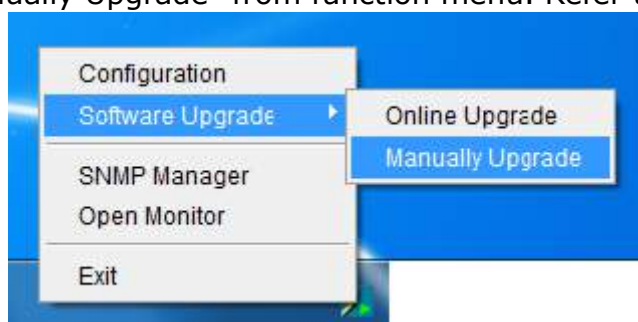 ually Upgrade" from function menu. Refer
Configuration
Software Upgrade
Online Upgrade
Manually Upgrade
SNMP Manager
Open Monitor
Exit